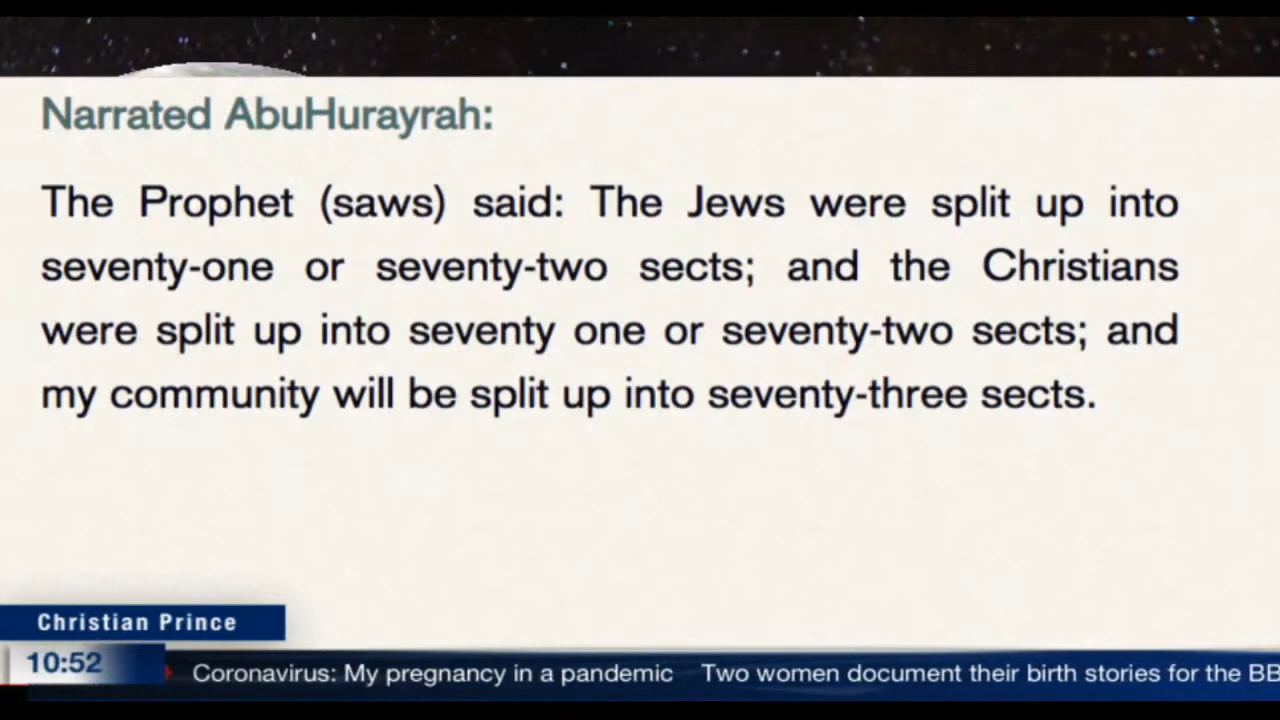 Narrated AbuHurayrah:
The Prophet (saws) said: The Jews were split up into
seventy-one or seventy-two sects; and the Christians
were split up into seventy one or seventy-two sects; and
my community will be split up into seventy-three sects.
Christian Prince
10:52
Coronavirus: My pregnancy in a pandemic Two women document their birth stories for the BB